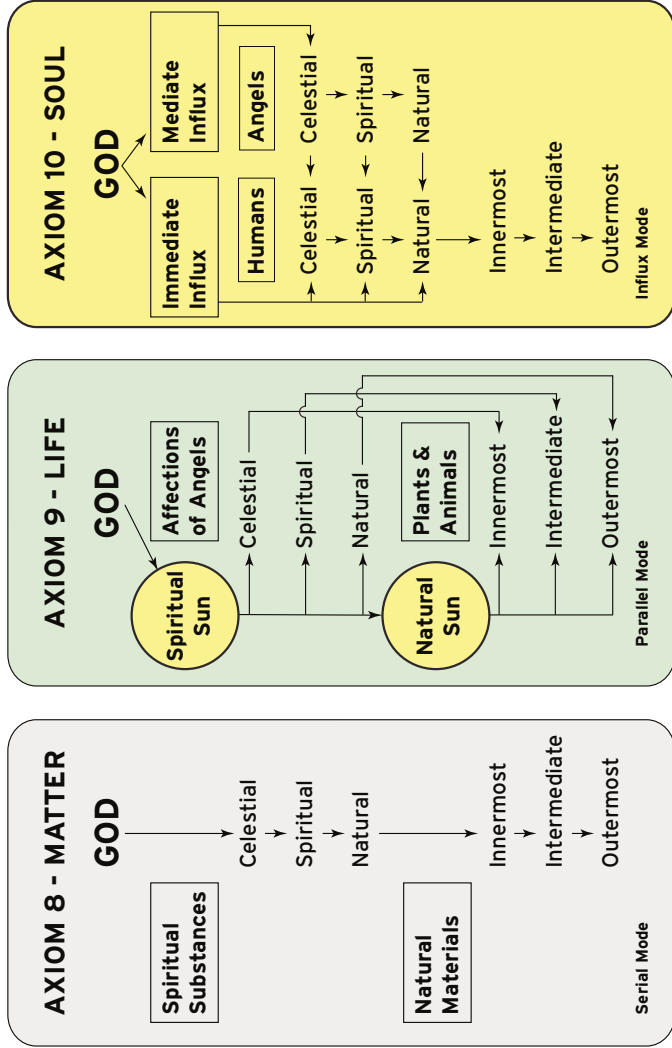 AXIOM 8 - MATTER
GOD
Spiritual
Substances
Celestial
Spiritual
Natural
Natural
Materials
Innermost
Intermediate
Outermost
Serial Mode
AXIOM 9 - LIFE
GOD
Spiritual
Sun
Affections
of Angels
Celestial
Spiritual
Natural
Natural
Sun
Plants &
Animals
Innermost
Intermediate
Outermost
Parallel Mode
AXIOM 10 - SOUL
GOD
Immediate
Influx
Mediate
Influx
Humans
Angels
Celestial
Celestial
Spiritual
Spiritual
Natural
Natural
Innermost
Intermediate
Outermost
Influx Mode